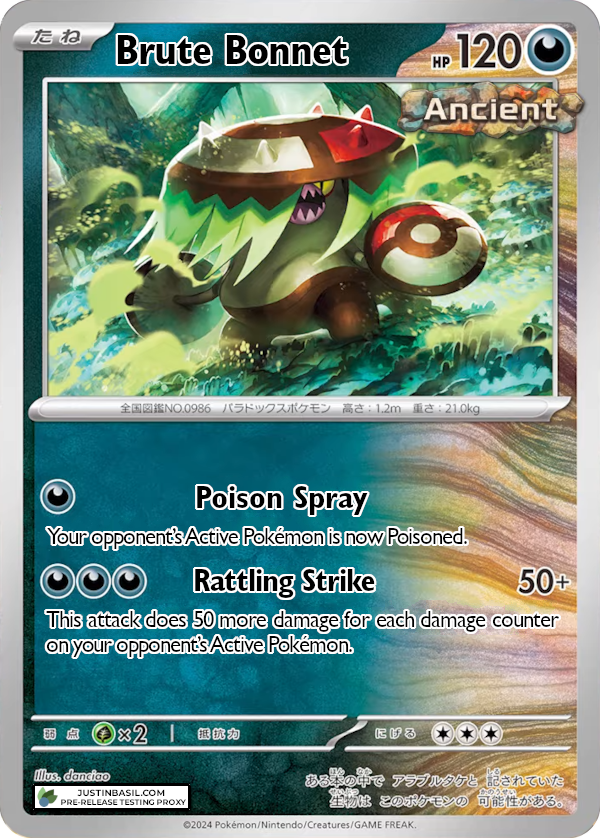 たね Brute Bonnet HP 120
Ancient
全国図鑑NO.0986 パラドックスポケモン 高さ：1.2m 重さ：21.0kg
Poison Spray
Your opponent's Active Pokémon is now Poisoned.
Rattling Strike 50+
This attack does 50 more damage for each damage counter
on your opponent's Active Pokémon.
弱点 ×2 抵抗力 にげる
Illus. danciao
JUSTINBASIL.COM
PRE-RELEASE TESTING PROXY
ある本の中で アラブルタケと 記されていた
生物は このポケモンの 可能性がある。
©2024 Pokémon/Nintendo/Creatures/GAME FREAK.